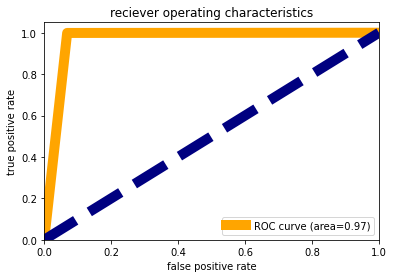 reciever operating characteristics
1.0
0.8
0.6
0.4
0.2
0.0
true positive rate
ROC curve (area=0.97)
0.0 0.2 0.4 0.6 0.8 1.0
false positive rate